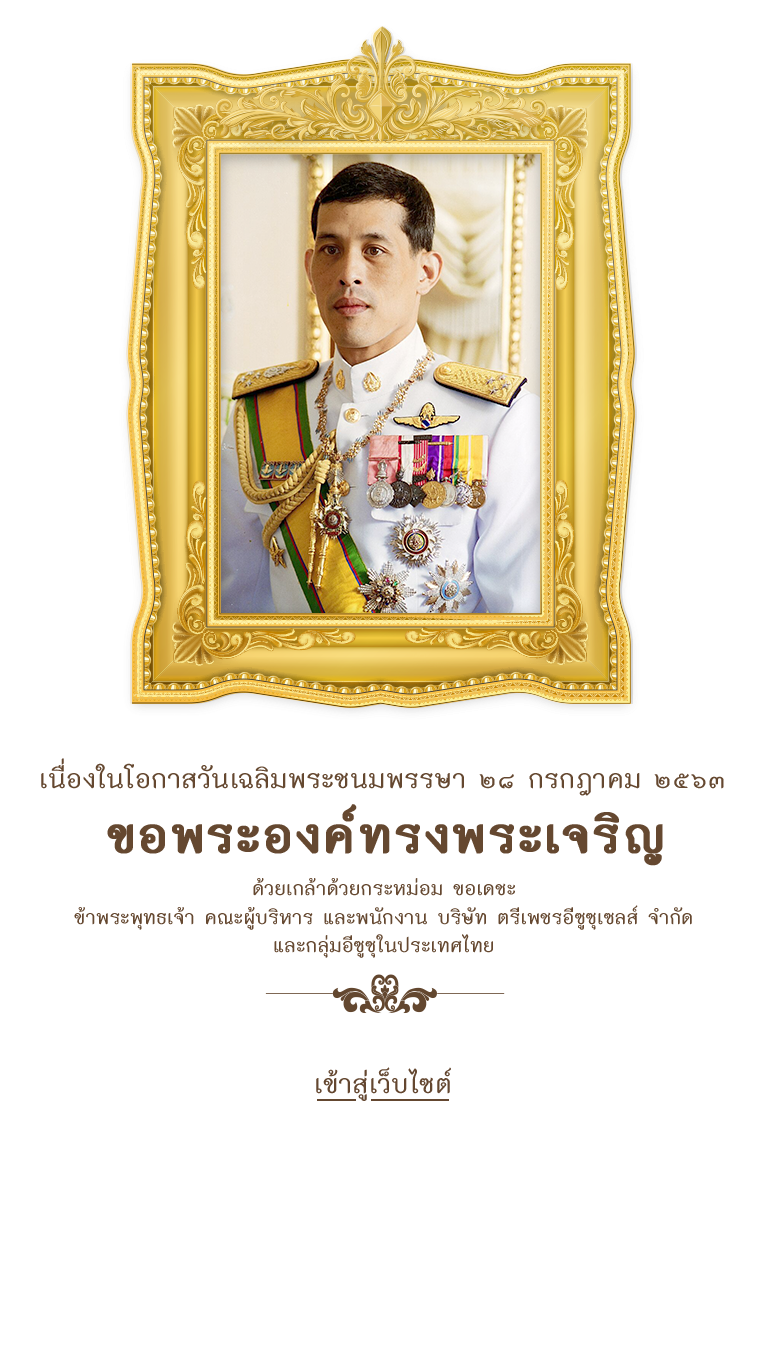 เนื่องในโอกาสวันเฉลิมพระชนมพรรษา ๒๘ กรกฎาคม ๒๕๖๓
ขอพระองค์ทรงพระเจริญ
ด้วยเกล้าด้วยกระหม่อม ขอเดชะ
ข้าพระพุทธเจ้า คณะผู้บริหาร และพนักงาน บริษัท ตรีเพชรอีซูซุเซลส์ จำกัด
และกลุ่มอีซูซุในประเทศไทย
เข้าสู่เว็บไซต์